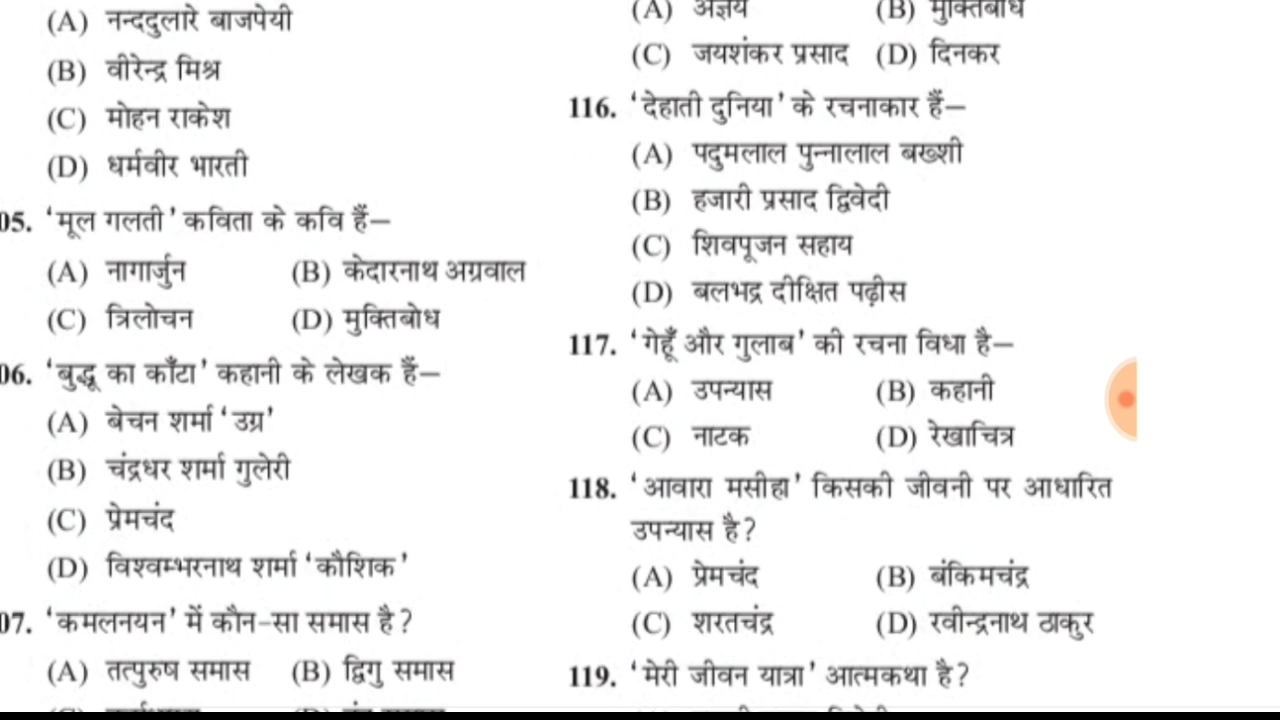 (A) नन्ददुलारे बाजपेयी
(B) वीरेन्द्र मिश्र
(C) मोहन राकेश
(D) धर्मवीर भारती
05. ‘मूल गलती’ कविता के कवि हैं—
(A) नागार्जुन (B) केदारनाथ अग्रवाल
(C) त्रिलोचन (D) मुक्तिबोध
06. ‘बुद्धू का काँटा’ कहानी के लेखक हैं—
(A) बेचन शर्मा ‘उग्र’
(B) चंद्रधर शर्मा गुलेरी
(C) प्रेमचंद
(D) विश्वम्भरनाथ शर्मा ‘कौशिक’
07. ‘कमलनयन’ में कौन-सा समास है?
(A) तत्पुरुष समास (B) द्विगु समास
(A) अज्ञेय (B) मुक्तिबोध
(C) जयशंकर प्रसाद (D) दिनकर
116. ‘देहाती दुनिया’ के रचनाकार हैं—
(A) पदुमलाल पुन्नालाल बख्शी
(B) हजारी प्रसाद द्विवेदी
(C) शिवपूजन सहाय
(D) बलभद्र दीक्षित पढ़ीस
117. ‘गेहूँ और गुलाब’ की रचना विधा है—
(A) उपन्यास (B) कहानी
(C) नाटक (D) रेखाचित्र
118. ‘आवारा मसीहा’ किसकी जीवनी पर आधारित
उपन्यास है?
(A) प्रेमचंद (B) बंकिमचंद्र
(C) शरतचंद्र (D) रवीन्द्रनाथ ठाकुर
119. ‘मेरी जीवन यात्रा’ आत्मकथा है?